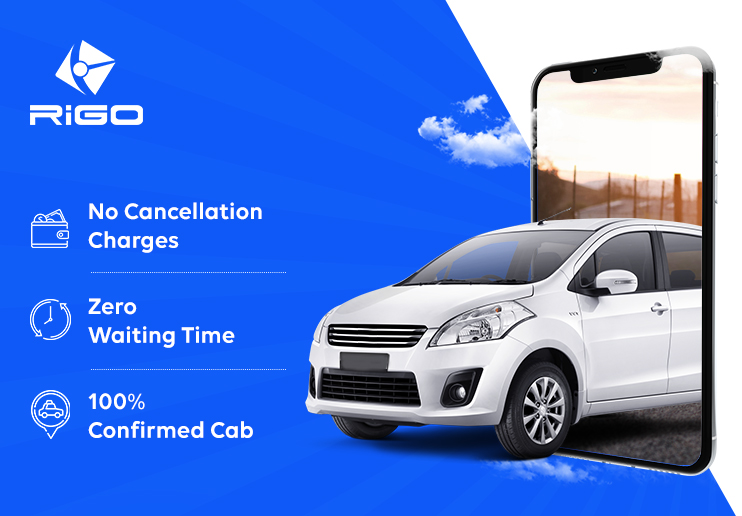 RiGO
No Cancellation
Charges
Zero
Waiting Time
100%
Confirmed Cab